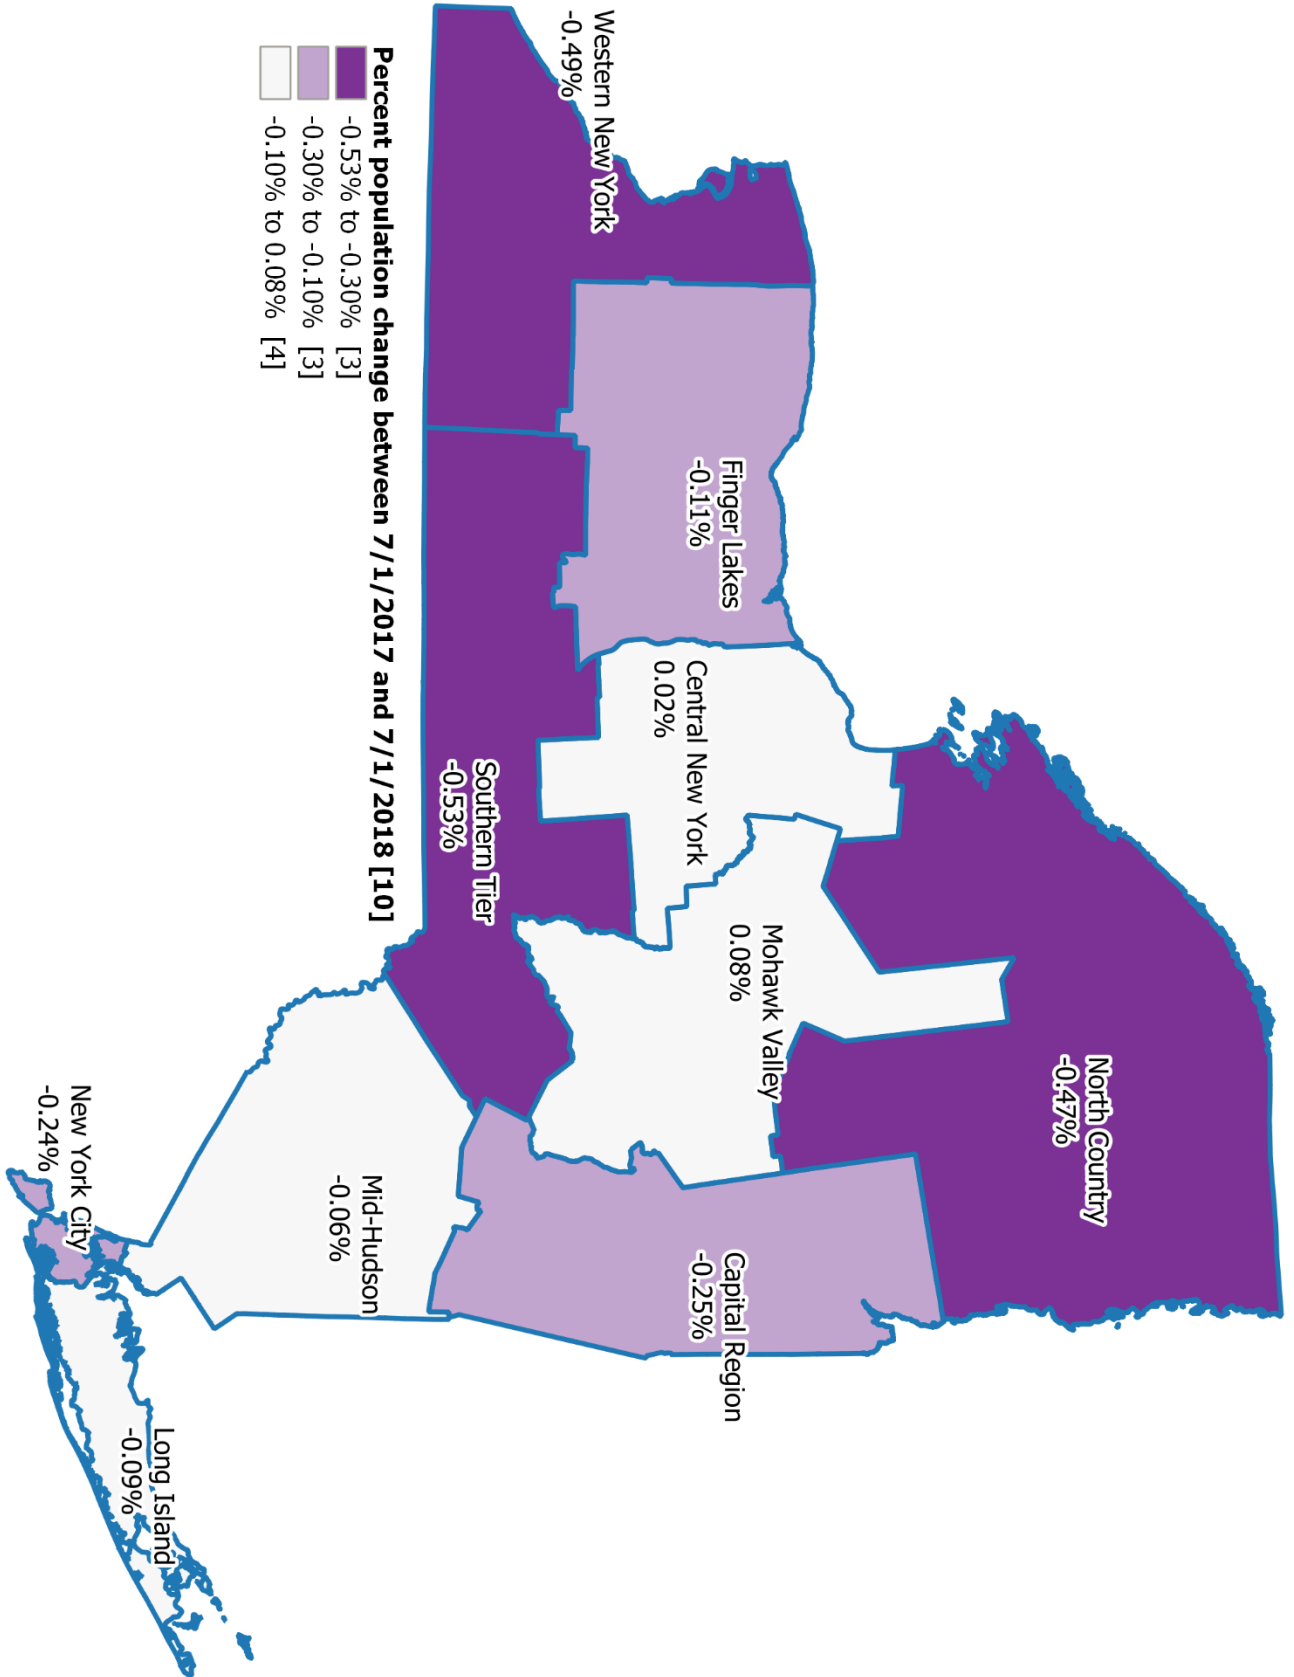 North Country
-0.47%
Western New York
-0.49%
Finger Lakes
-0.11%
Central New York
0.02%
Mohawk Valley
0.08%
Capital Region
-0.25%
Southern Tier
-0.53%
Mid-Hudson
-0.06%
Long Island
-0.09%
New York City
-0.24%
Percent population change between 7/1/2017 and 7/1/2018 [10]
-0.53% to -0.30% [3]
-0.30% to -0.10% [3]
-0.10% to 0.08% [4]